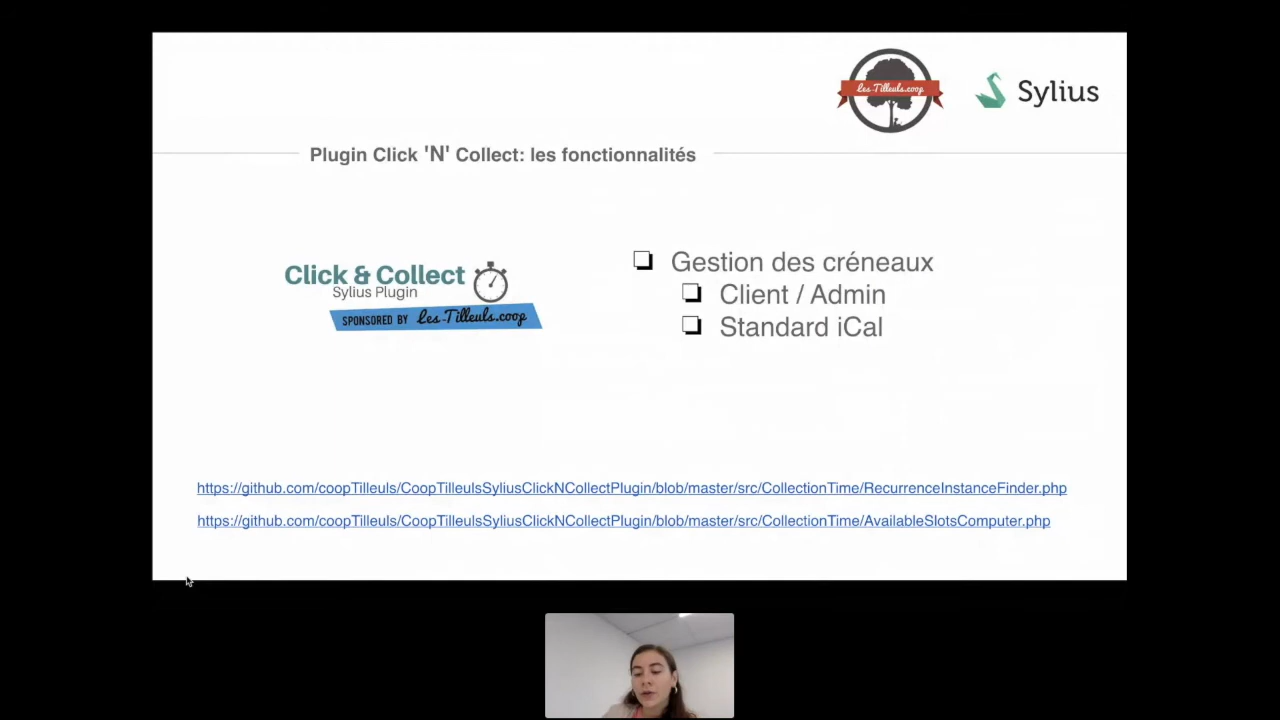 Les-Tilleuls.coop
Sylius
Plugin Click 'N' Collect: les fonctionnalités
Click & Collect
Sylius Plugin
SPONSORED BY Les-Tilleuls.coop
Gestion des créneaux
Client / Admin
Standard iCal
https://github.com/coopTilleuls/CoopTilleulsSyliusClickNCollectPlugin/blob/master/src/CollectionTime/RecurrenceInstanceFinder.php
https://github.com/coopTilleuls/CoopTilleulsSyliusClickNCollectPlugin/blob/master/src/CollectionTime/AvailableSlotsComputer.php